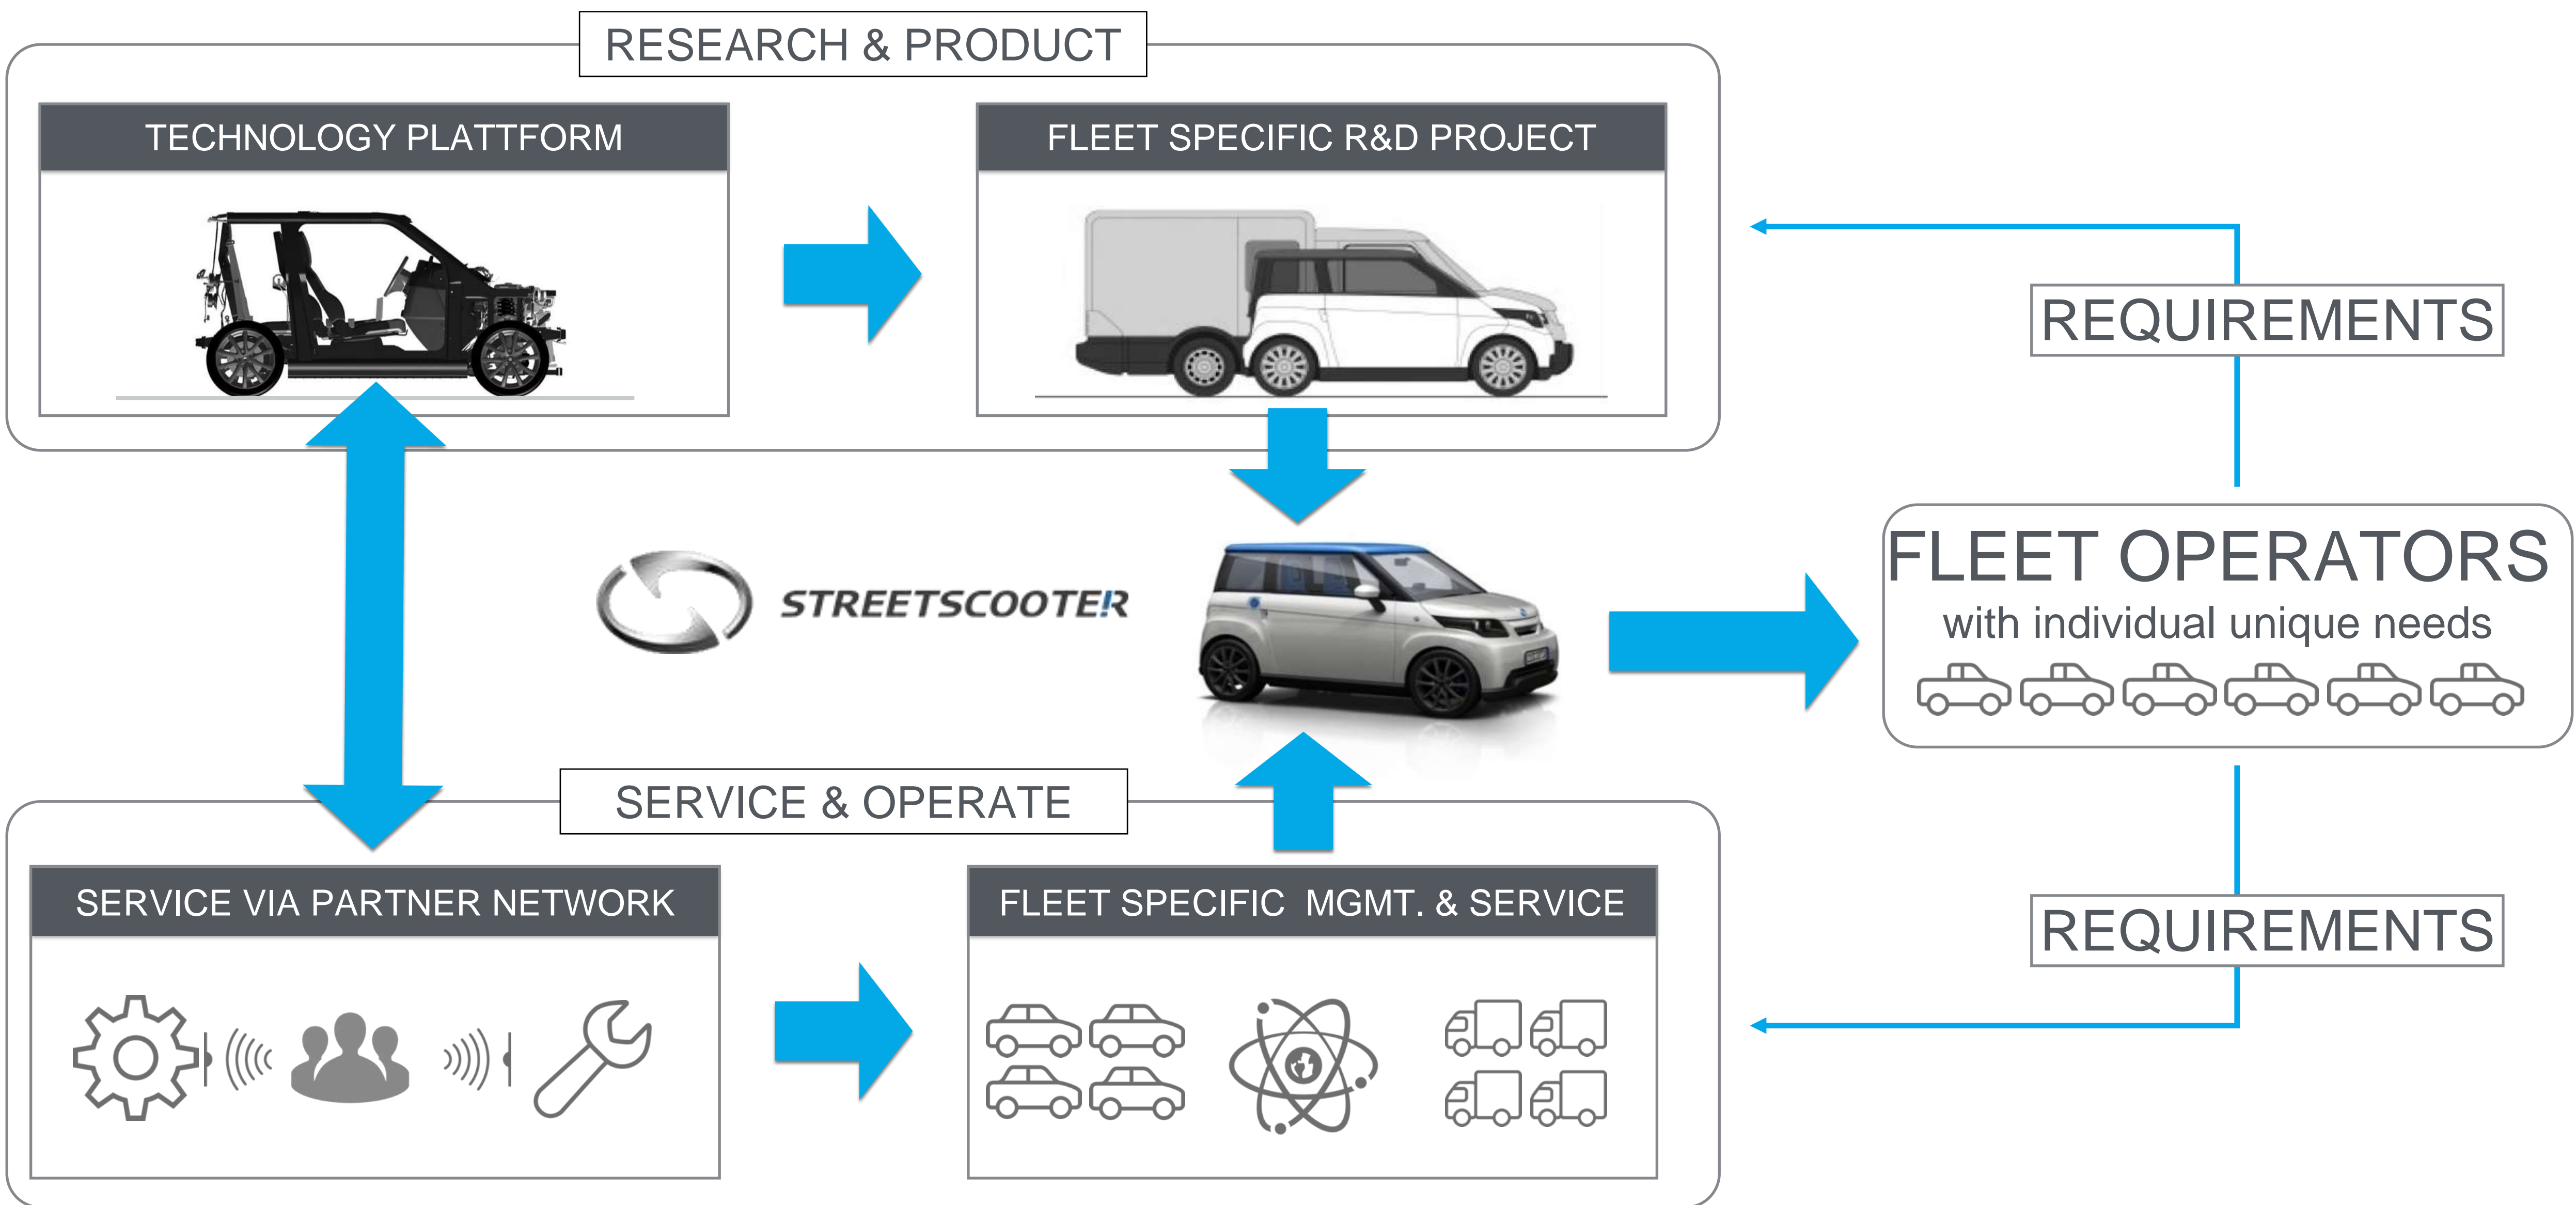 RESEARCH & PRODUCT
TECHNOLOGY PLATTFORM
FLEET SPECIFIC R&D PROJECT
REQUIREMENTS
STREETSCOOTER
FLEET OPERATORS
with individual unique needs
SERVICE & OPERATE
SERVICE VIA PARTNER NETWORK
FLEET SPECIFIC MGMT. & SERVICE
REQUIREMENTS